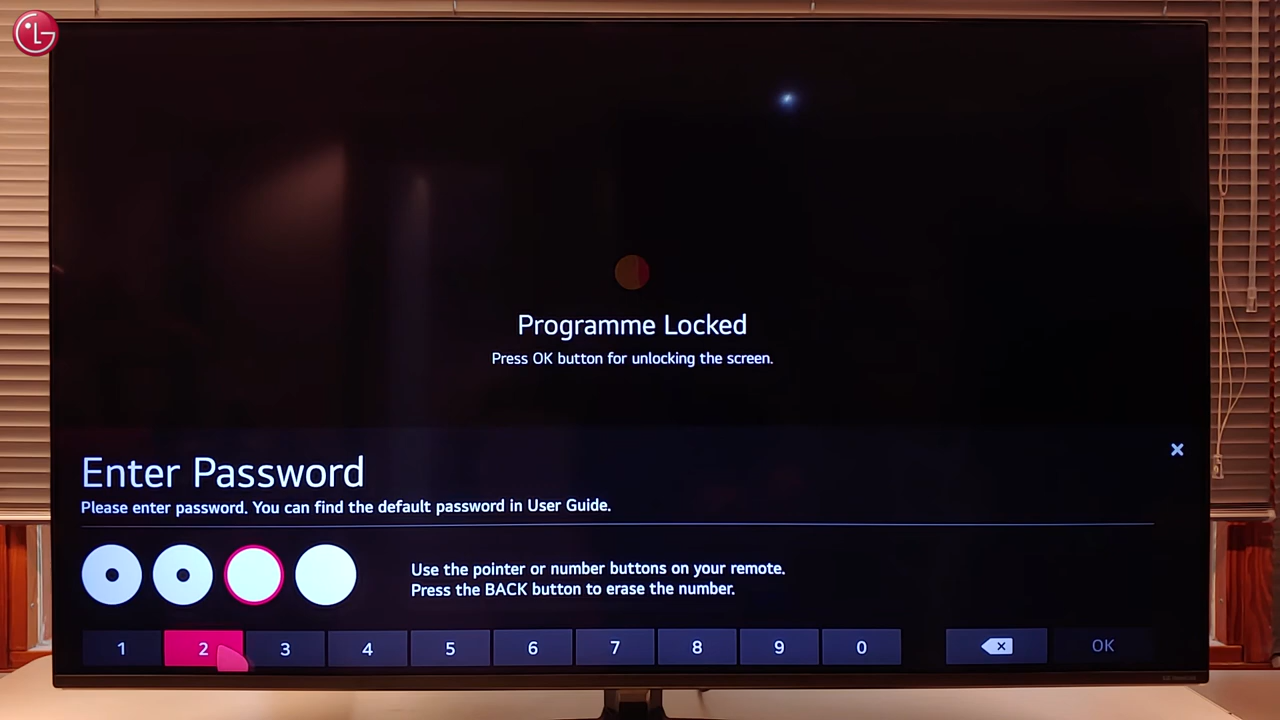 LG
Programme Locked
Press OK button for unlocking the screen.
Enter Password
Please enter password. You can find the default password in User Guide.
Use the pointer or number buttons on your remote.
Press the BACK button to erase the number.
1 2 3 4 5 6 7 8 9 0 OK